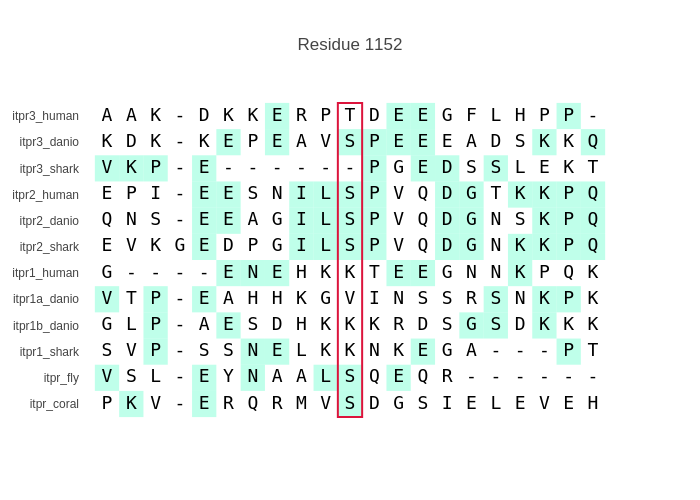 Residue 1152
itpr3_human A A K - D K K E R P T D E E G F L H P P -
itpr3_danio K D K - K E P E A V S P E E E A D S K K Q
itpr3_shark V K P - E - - - - - - P G E D S S L E K T
itpr2_human E P I - E E S N I L S P V Q D G T K K P Q
itpr2_danio Q N S - E E A G I L S P V Q D G N S K P Q
itpr2_shark E V K G E D P G I L S P V Q D G N K K P Q
itpr1_human G - - - - E N E H K K T E E G N N K P Q K
itpr1a_danio V T P - E A H H K G V I N S S R S N K P K
itpr1b_danio G L P - A E S D H K K K R D S G S D K K K
itpr1_shark S V P - S S N E L K K N K E G A - - - P T
itpr_fly V S L - E Y N A A L S Q E Q R - - - - - -
itpr_coral P K V - E R Q R M V S D G S I E L E V E H